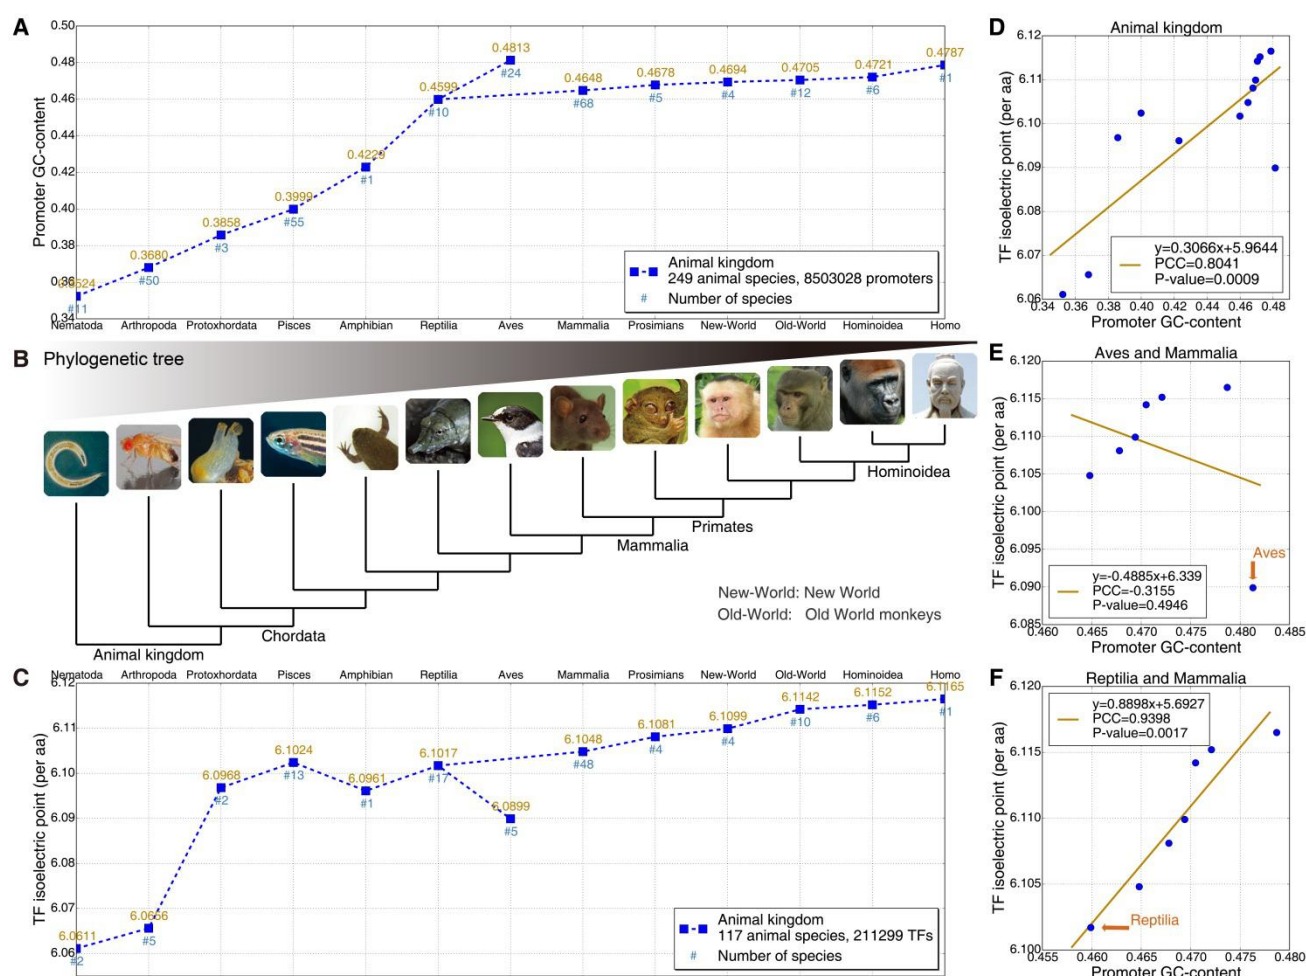 A
0.50
0.48
0.46
0.44
0.42
0.40
0.38
0.36
0.34
Promoter GC-content
0.3680
0.3858
0.3999
0.4229
0.4599
0.4813
0.4648
0.4678
0.4694
0.4705
0.4721
0.4787
#11
#50
#3
#55
#1
#10
#24
#68
#5
#4
#12
#6
#1
Animal kingdom
249 animal species, 8503028 promoters
# Number of species
Nematoda Arthropoda Protoxhordata Pisces Amphibian Reptilia Aves Mammalia Prosimians New-World Old-World Hominoidea Homo
B Phylogenetic tree
Hominoidea
Primates
Mammalia
Chordata
Animal kingdom
New-World: New World
Old-World: Old World monkeys
C
Nematoda Arthropoda Protoxhordata Pisces Amphibian Reptilia Aves Mammalia Prosimians New-World Old-World Hominoidea Homo
6.12
6.11
6.10
6.09
6.08
6.07
6.06
TF isoelectric point (per aa)
6.0611
6.0656
6.0968
6.1024
6.0961
6.1017
6.0899
6.1048
6.1081
6.1099
6.1142
6.1152
6.1165
#2
#5
#2
#13
#1
#17
#5
#48
#4
#4
#10
#6
#1
Animal kingdom
117 animal species, 211299 TFs
# Number of species
D Animal kingdom
6.12
6.11
6.10
6.09
6.08
6.07
6.06
TF isoelectric point (per aa)
y=0.3066x+5.9644
PCC=0.8041
P-value=0.0009
0.34 0.36 0.38 0.40 0.42 0.44 0.46 0.48
Promoter GC-content
E Aves and Mammalia
6.120
6.115
6.110
6.105
6.100
6.095
6.090
6.085
TF isoelectric point (per aa)
Aves
y=-0.4885x+6.339
PCC=-0.3155
P-value=0.4946
0.460 0.465 0.470 0.475 0.480 0.485
Promoter GC-content
F Reptilia and Mammalia
6.120
6.115
6.110
6.105
6.100
TF isoelectric point (per aa)
y=0.8898x+5.6927
PCC=0.9398
P-value=0.0017
Reptilia
0.455 0.460 0.465 0.470 0.475 0.480
Promoter GC-content